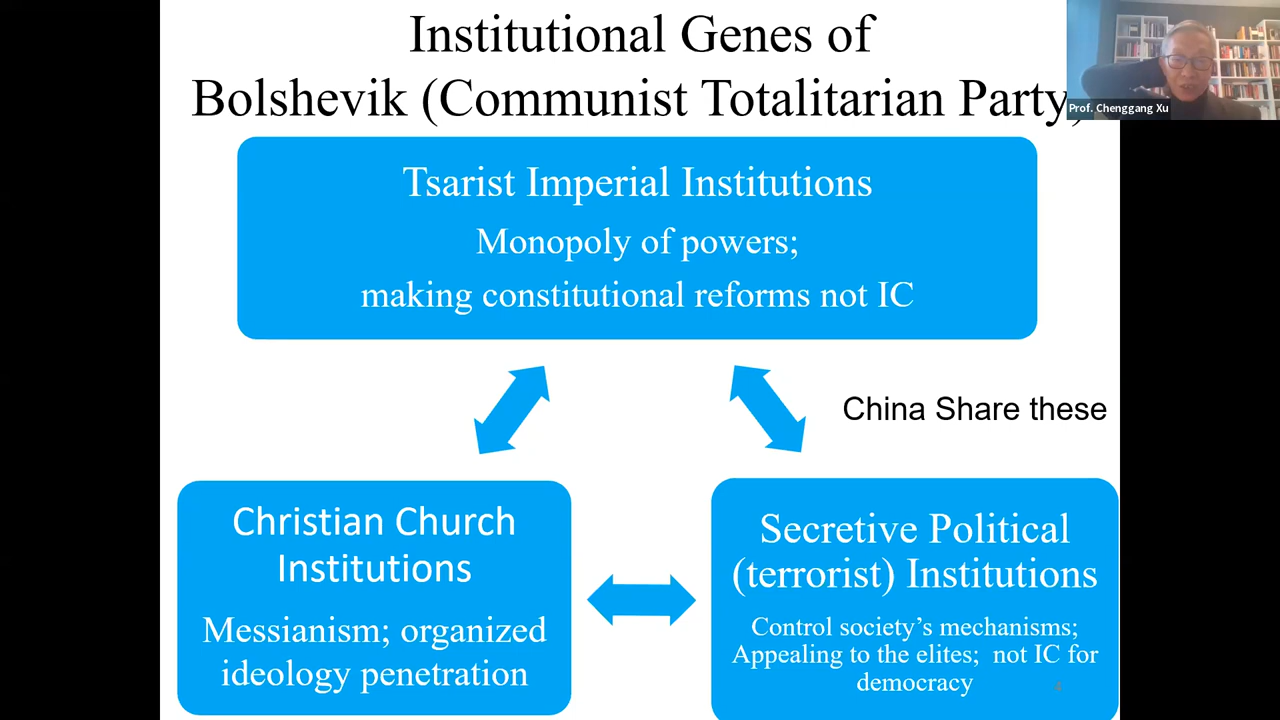 Institutional Genes of
Bolshevik (Communist Totalitarian Party)
Prof. Chenggang Xu
Tsarist Imperial Institutions
Monopoly of powers;
making constitutional reforms not IC
China Share these
Christian Church
Institutions
Messianism; organized
ideology penetration
Secretive Political
(terrorist) Institutions
Control society's mechanisms;
Appealing to the elites; not IC for
democracy